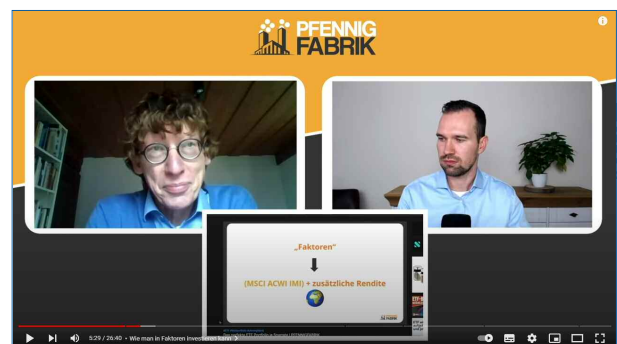 PFENNIG
FABRIK
„Faktoren“
(MSCI ACWI IMI) + zusätzliche Rendite
5:29 / 26:40 • Wie man in Faktoren investieren kann